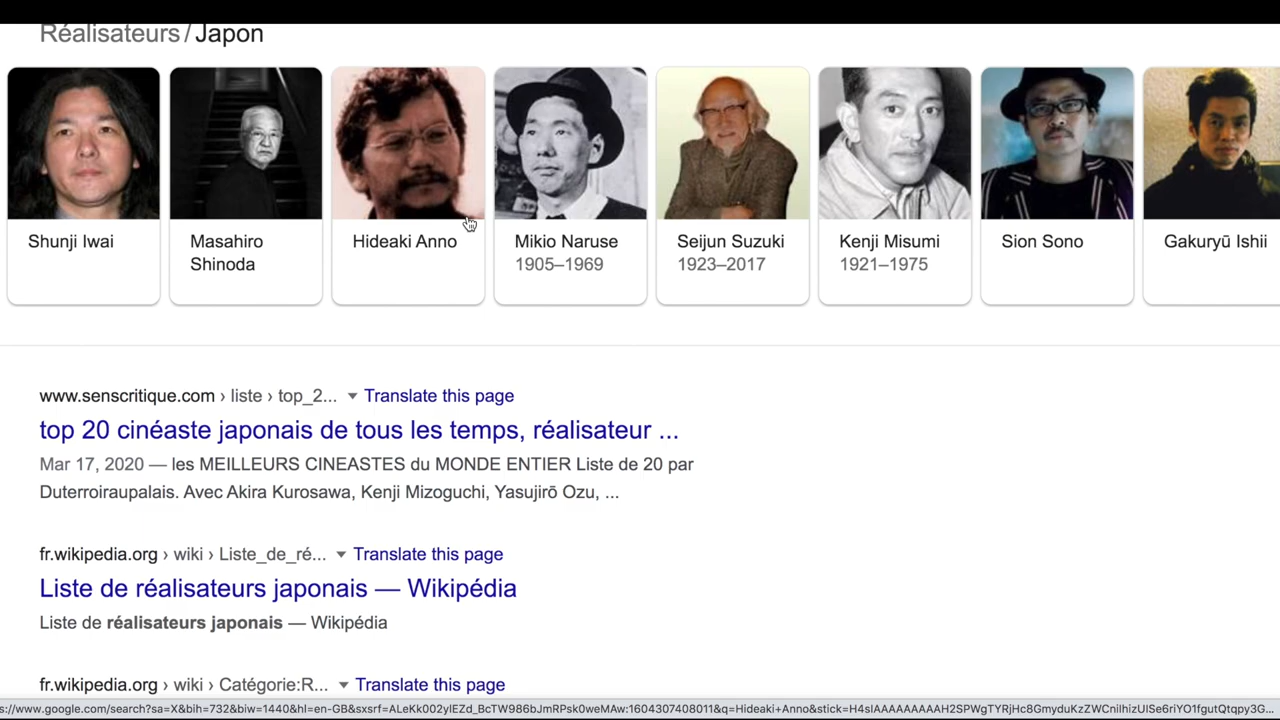 Réalisateurs / Japon
Shunji Iwai
Masahiro
Shinoda
Hideaki Anno
Mikio Naruse
1905–1969
Seijun Suzuki
1923–2017
Kenji Misumi
1921–1975
Sion Sono
Gakuryū Ishii
www.senscritique.com › liste › top_2... Translate this page
top 20 cinéaste japonais de tous les temps, réalisateur ...
Mar 17, 2020 — les MEILLEURS CINEASTES du MONDE ENTIER Liste de 20 par
Duterroiraupalais. Avec Akira Kurosawa, Kenji Mizoguchi, Yasujirō Ozu, ...
fr.wikipedia.org › wiki › Liste_de_ré... Translate this page
Liste de réalisateurs japonais — Wikipédia
Liste de réalisateurs japonais — Wikipédia
fr.wikipedia.org › wiki › Catégorie:R... Translate this page